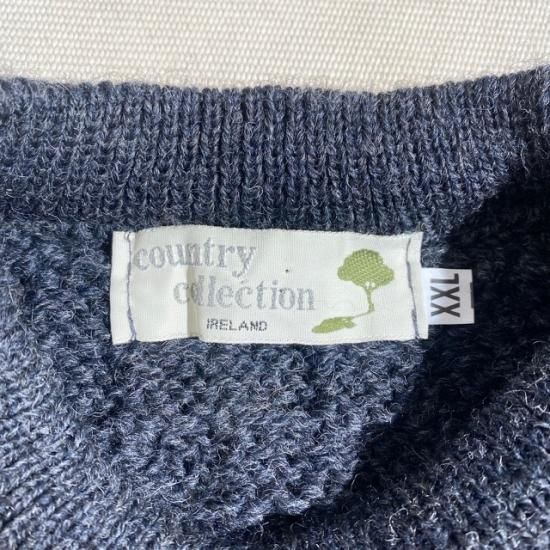 country
collection
IRELAND
XXL